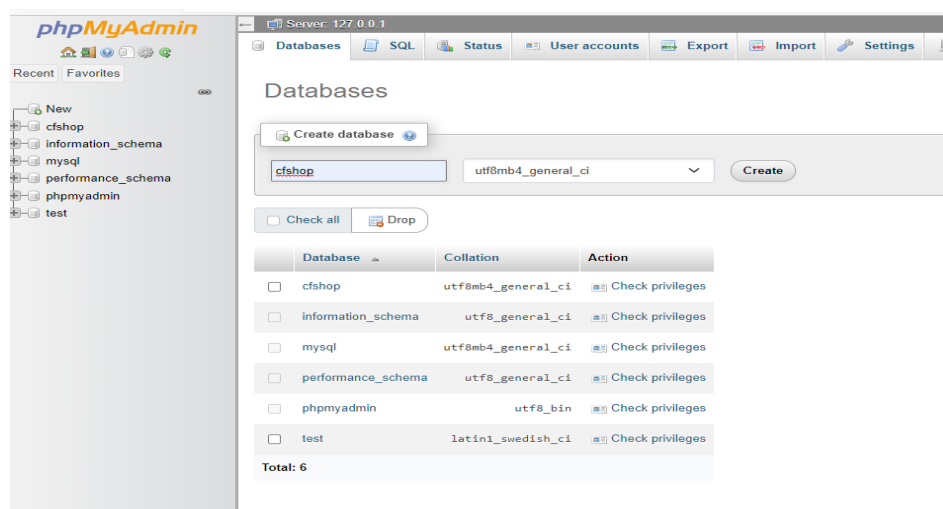 phpMyAdmin
Recent Favorites
New
cfshop
information_schema
mysql
performance_schema
phpmyadmin
test
Server: 127.0.0.1
Databases SQL Status User accounts Export Import Settings
Databases
Create database
cfshop utf8mb4_general_ci Create
Check all Drop
Database Collation Action
cfshop utf8mb4_general_ci Check privileges
information_schema utf8_general_ci Check privileges
mysql utf8mb4_general_ci Check privileges
performance_schema utf8_general_ci Check privileges
phpmyadmin utf8_bin Check privileges
test latin1_swedish_ci Check privileges
Total: 6